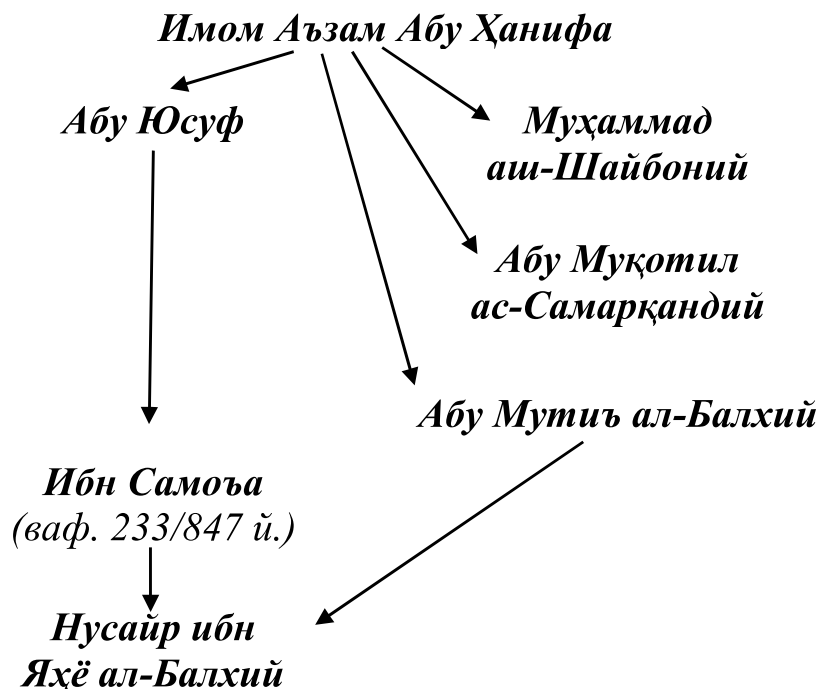 Имом Аъзам Абу Ҳанифа
Абу Юсуф
Муҳаммад
аш-Шайбоний
Абу Муқотил
ас-Самарқандий
Абу Мутиъ ал-Балхий
Ибн Самоъа
(ваф. 233/847 й.)
Нусайр ибн
Яҳё ал-Балхий